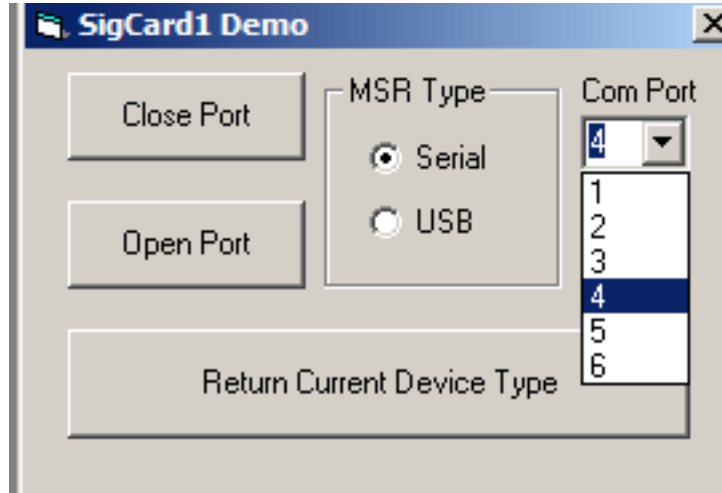 SigCard1 Demo
Close Port
Open Port
MSR Type
Serial
USB
Com Port
4
1
2
3
4
5
6
Return Current Device Type